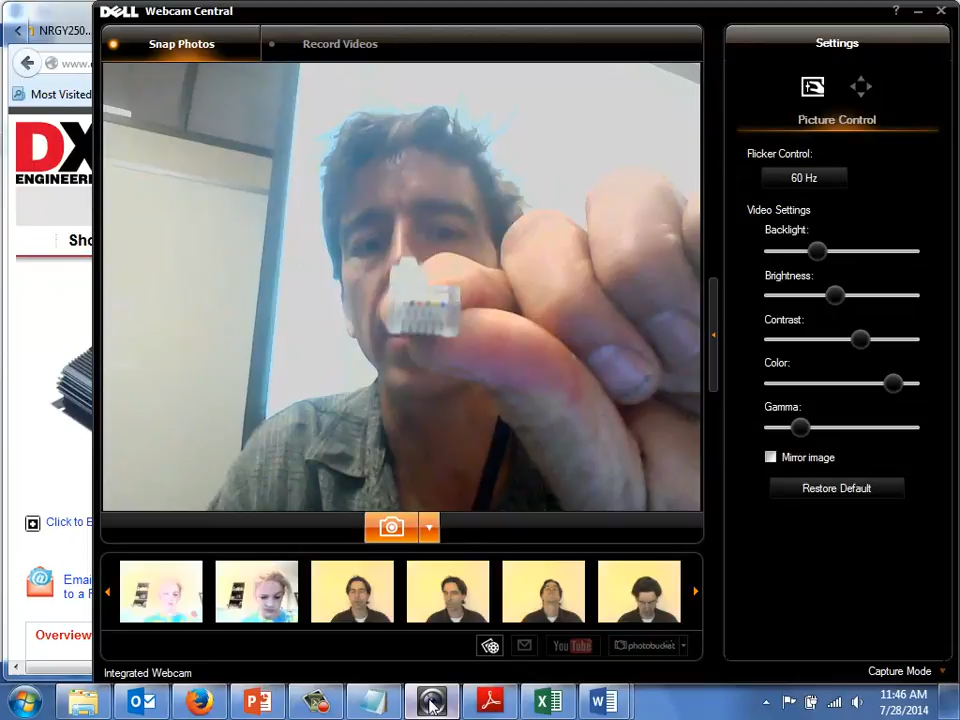 DELL Webcam Central
NRGY250...
Snap Photos
Record Videos
Settings
Most Visited
Picture Control
DX
ENGINEERI
Flicker Control:
60 Hz
Video Settings
Backlight:
Sho
Brightness:
Contrast:
Color:
Gamma:
Mirror image
Restore Default
Click to E
Emai
to a F
Overview
YouTube
photobucket
Integrated Webcam
Capture Mode
11:46 AM
7/28/2014